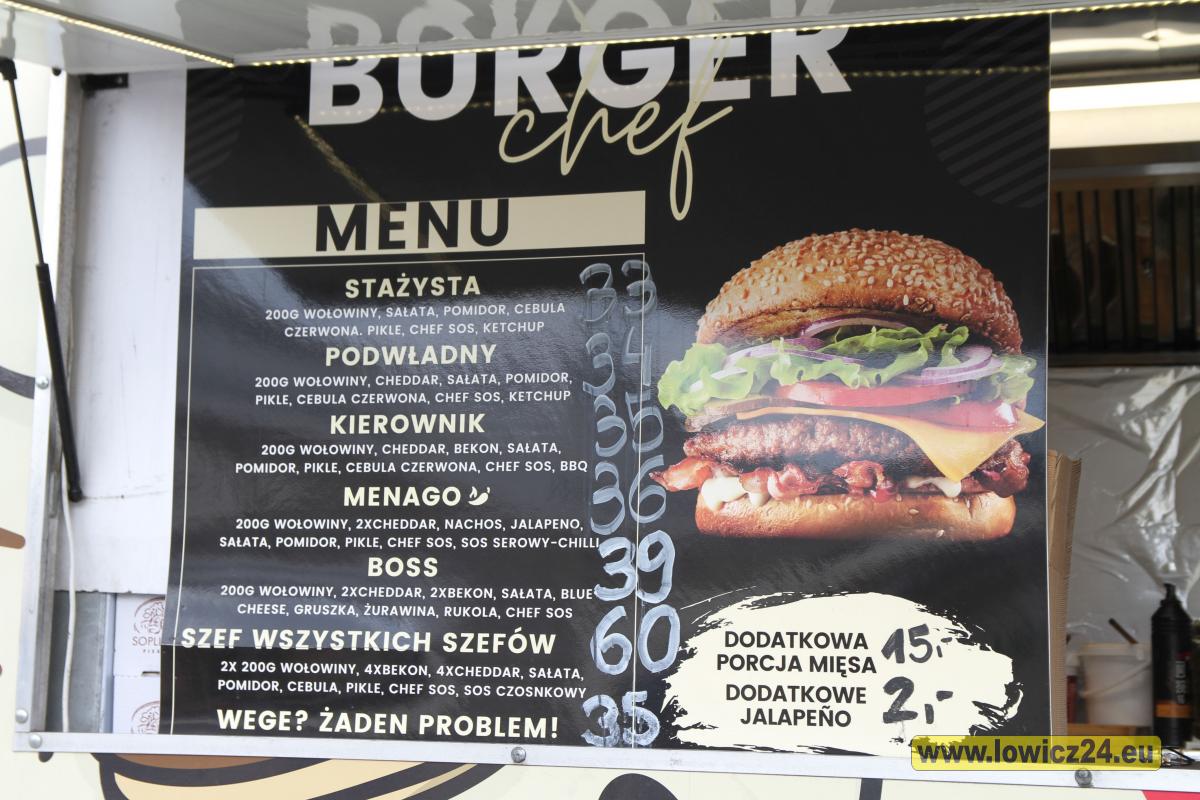 BURGER
chef
MENU
STAŻYSTA 33
200G WOŁOWINY, SAŁATA, POMIDOR, CEBULA
CZERWONA. PIKLE, CHEF SOS, KETCHUP
PODWŁADNY 34
200G WOŁOWINY, CHEDDAR, SAŁATA, POMIDOR,
PIKLE, CEBULA CZERWONA, CHEF SOS, KETCHUP
KIEROWNIK 35
200G WOŁOWINY, CHEDDAR, BEKON, SAŁATA,
POMIDOR, PIKLE, CEBULA CZERWONA, CHEF SOS, BBQ
MENAGO 36
200G WOŁOWINY, 2XCHEDDAR, NACHOS, JALAPENO,
SAŁATA, POMIDOR, PIKLE, CHEF SOS, SOS SEROWY-CHILLI
BOSS 39
200G WOŁOWINY, 2XCHEDDAR, 2XBEKON, SAŁATA, BLUE
CHEESE, GRUSZKA, ŻURAWINA, RUKOLA, CHEF SOS
SZEF WSZYSTKICH SZEFÓW 60
2X 200G WOŁOWINY, 4XBEKON, 4XCHEDDAR, SAŁATA,
POMIDOR, CEBULA, PIKLE, CHEF SOS, SOS CZOSNKOWY
WEGE? ŻADEN PROBLEM! 35
DODATKOWA
PORCJA MIĘSA 15,-
DODATKOWE
JALAPEÑO 2,-
www.lowicz24.eu